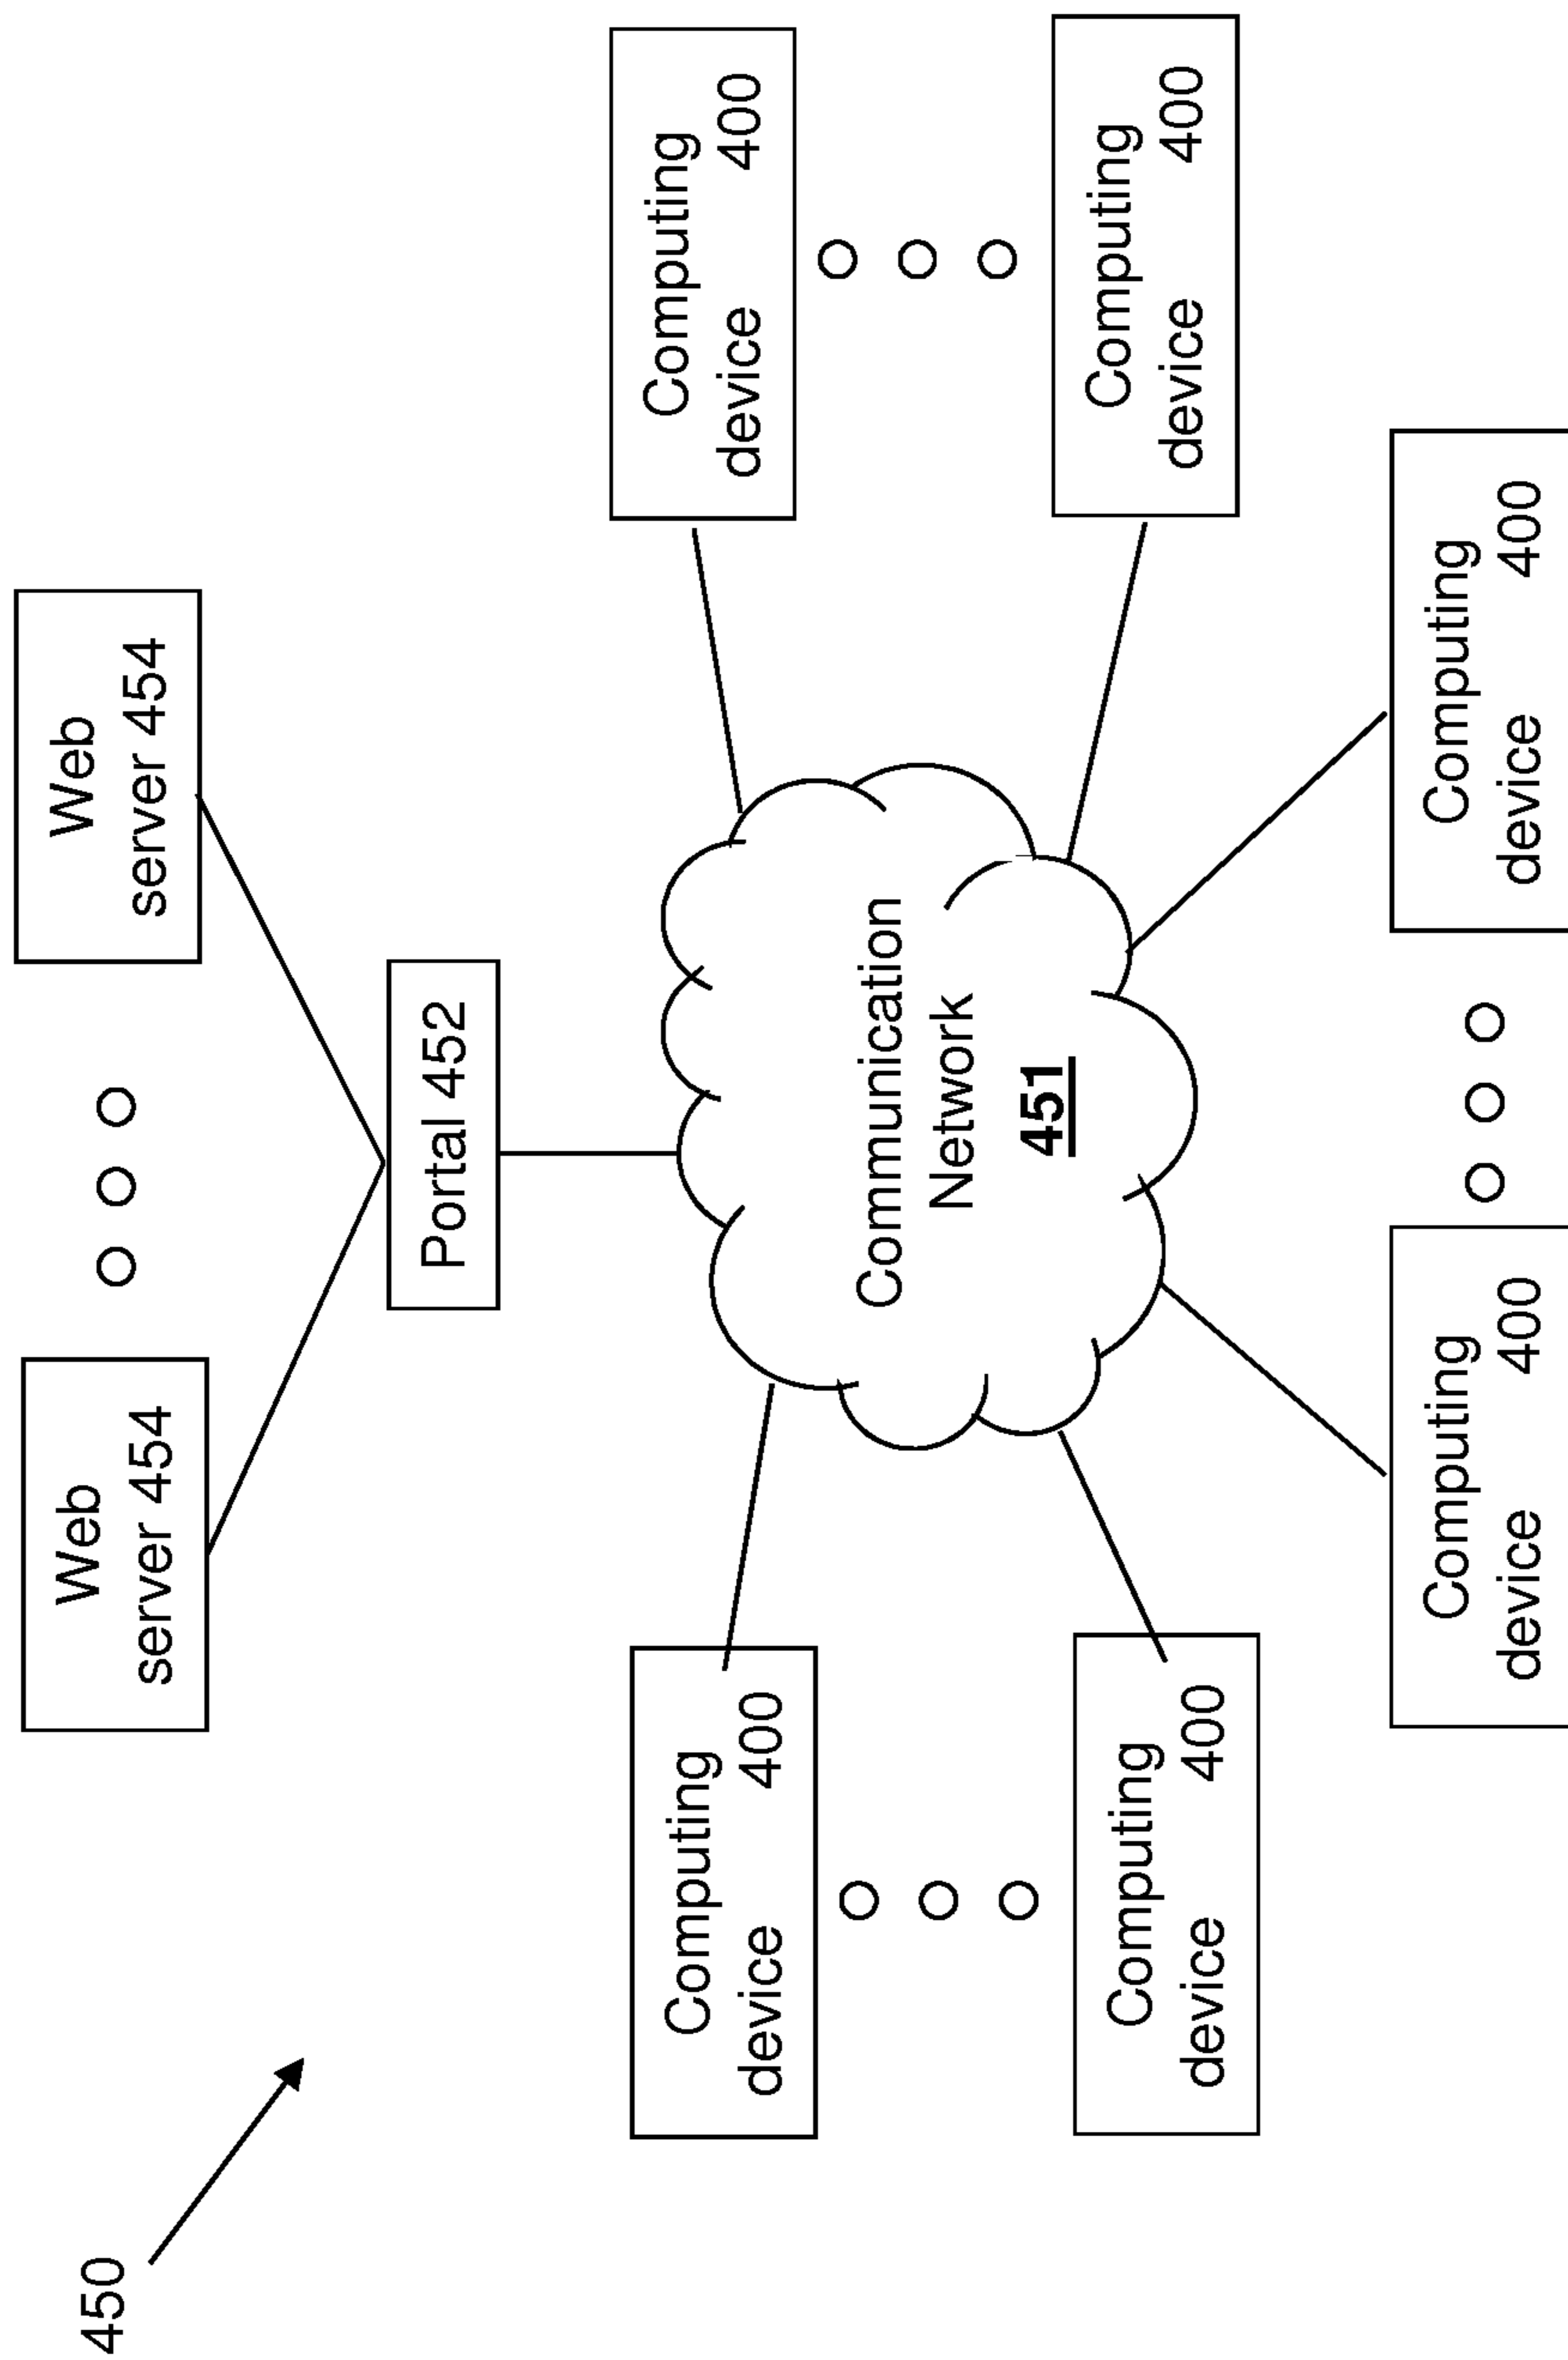 450
Web
server 454
Web
server 454
Portal 452
Computing
device 400
Computing
device 400
Communication
Network
451
Computing
device 400
Computing
device 400
Computing
device 400
Computing
device 400